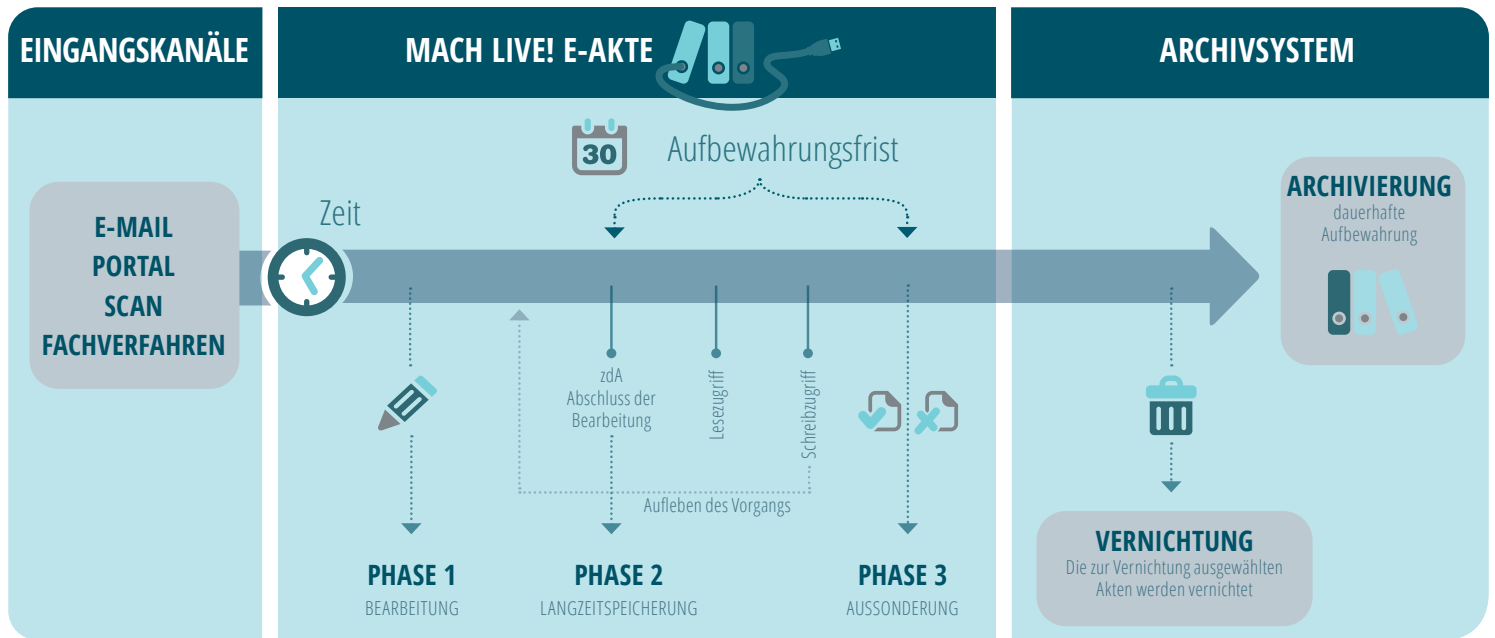 EINGANGSKANÄLE
E-MAIL
PORTAL
SCAN
FACHVERFAHREN
MACH LIVE! E-AKTE
30
Aufbewahrungsfrist
Zeit
zdA
Abschluss der
Bearbeitung
Lesezugriff
Schreibzugriff
Aufleben des Vorgangs
PHASE 1
BEARBEITUNG
PHASE 2
LANGZEITSPEICHERUNG
PHASE 3
AUSSONDERUNG
ARCHIVSYSTEM
ARCHIVIERUNG
dauerhafte
Aufbewahrung
VERNICHTUNG
Die zur Vernichtung ausgewählten
Akten werden vernichtet